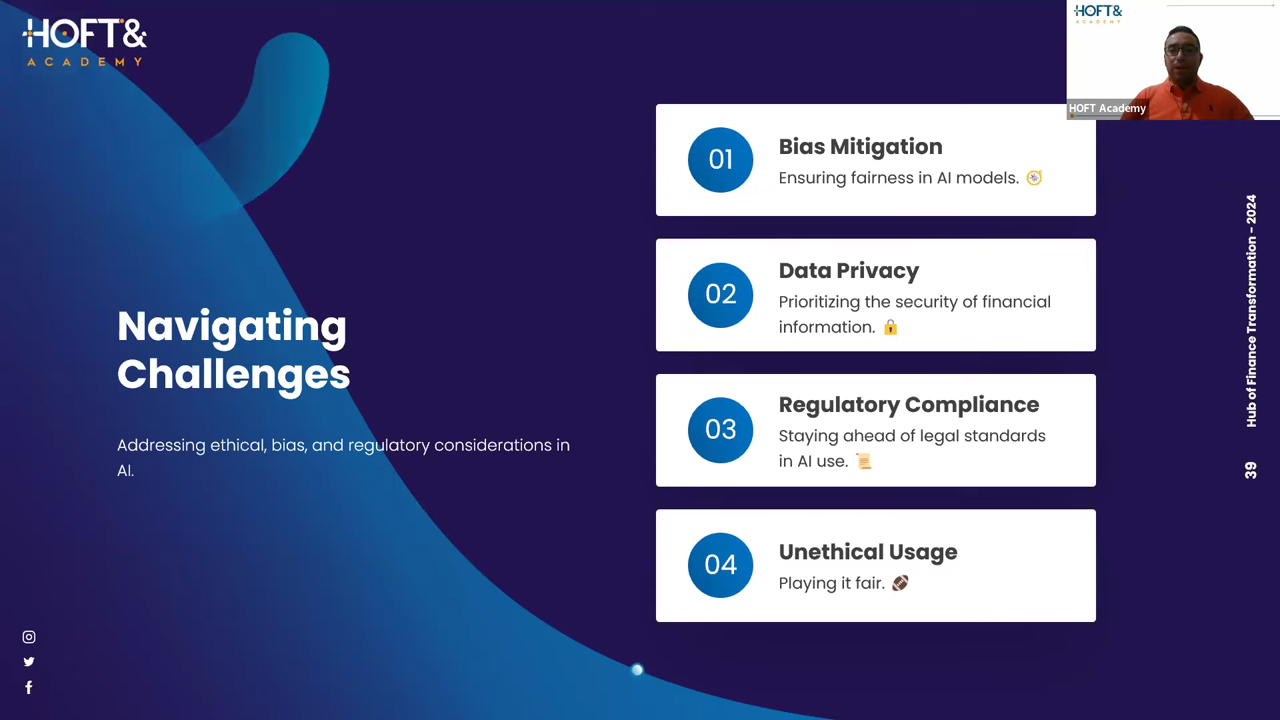 HOFT&
ACADEMY
HOFT&
ACADEMY
HOFT Academy
Navigating
Challenges
Addressing ethical, bias, and regulatory considerations in
AI.
01
Bias Mitigation
Ensuring fairness in AI models.
02
Data Privacy
Prioritizing the security of financial
information.
03
Regulatory Compliance
Staying ahead of legal standards
in AI use.
04
Unethical Usage
Playing it fair.
Hub of Finance Transformation - 2024
39